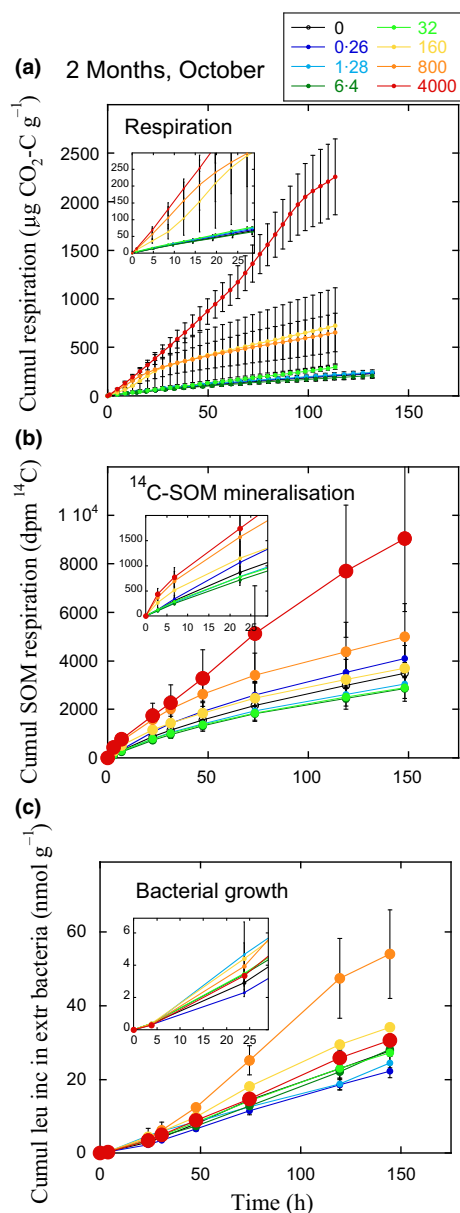 0 32
0·26 160
1·28 800
6·4 4000
(a) 2 Months, October
Respiration
Cumul respiration (µg CO₂-C g⁻¹)
2500
2000
1500
1000
500
0
300
250
200
150
100
50
0
0 5 10 15 20 25
0 50 100 150
(b)
¹⁴C-SOM mineralisation
Cumul SOM respiration (dpm ¹⁴C)
1 10⁴
8000
6000
4000
2000
0
1500
1000
500
0
0 5 10 15 20 25
0 50 100 150
(c)
Bacterial growth
Cumul leu inc in extr bacteria (nmol g⁻¹)
60
40
20
0
6
4
2
0
0 5 10 15 20 25
0 50 100 150
Time (h)